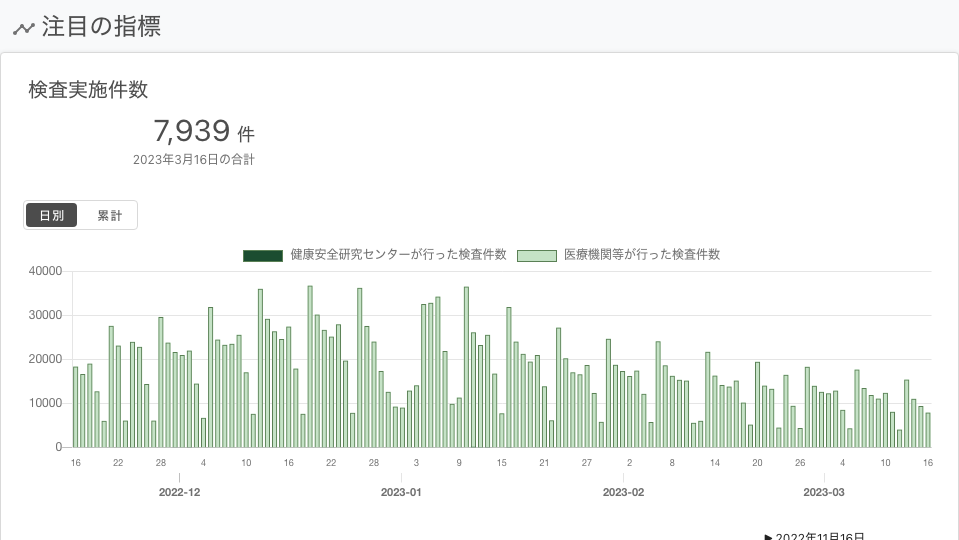 注目の指標
検査実施件数
7,939 件
2023年3月16日の合計
日別 累計
健康安全研究センターが行った検査件数 医療機関等が行った検査件数
40000
30000
20000
10000
0
16 22 28 4 10 16 22 28 3 9 15 21 27 2 8 14 20 26 4 10 16
2022-12 2023-01 2023-02 2023-03
▶ 2022年11月16日